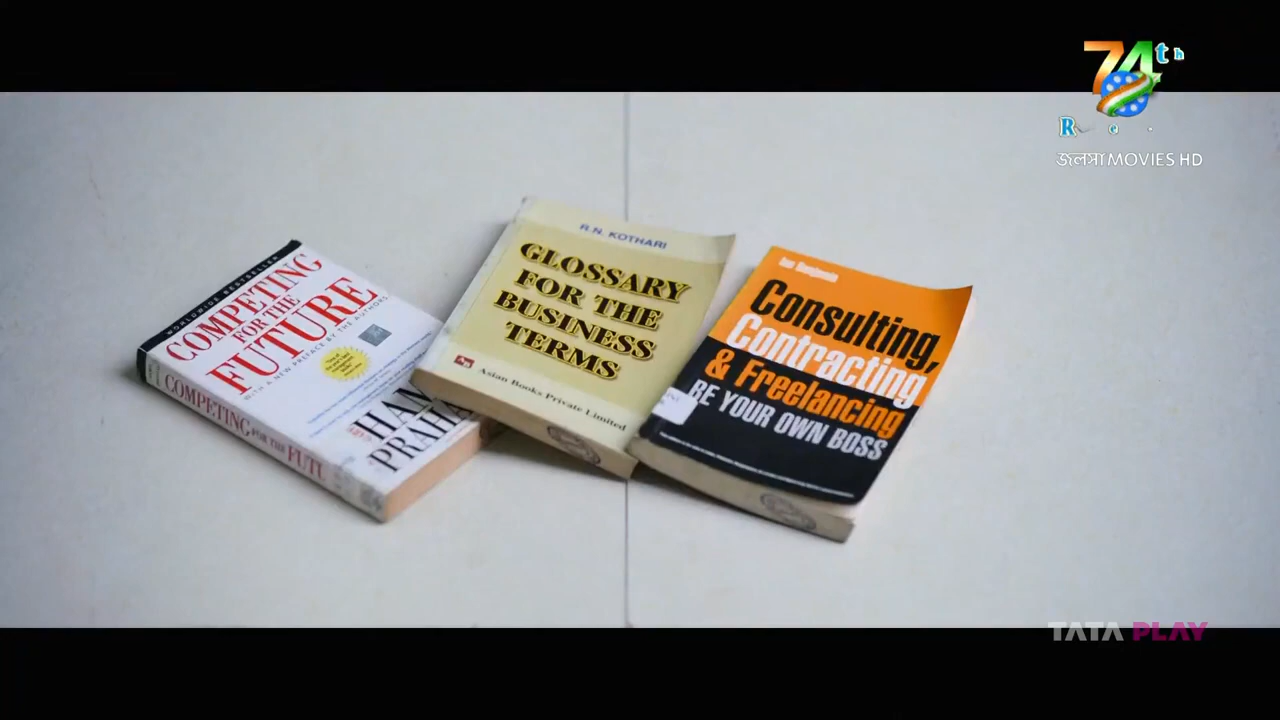 74th
R e
জলসা MOVIES HD
WORLDWIDE BESTSELLER
COMPETING
FOR THE
FUTURE
WITH A NEW PREFACE BY THE AUTHORS
HAM
PRAHA
COMPETING FOR THE FUTU
R.N. KOTHARI
GLOSSARY
FOR THE
BUSINESS
TERMS
Asian Books Private Limited
Ian Benjamin
Consulting,
Contracting
& Freelancing
BE YOUR OWN BOSS
TATA PLAY